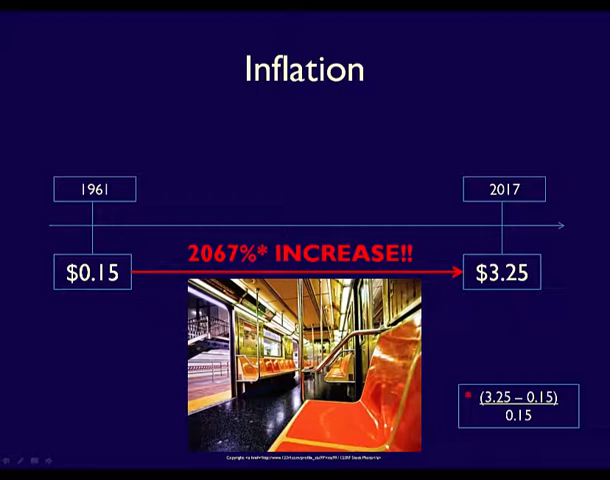 Inflation
1961
2017
2067%* INCREASE!!
$0.15
$3.25
* (3.25 – 0.15)
0.15